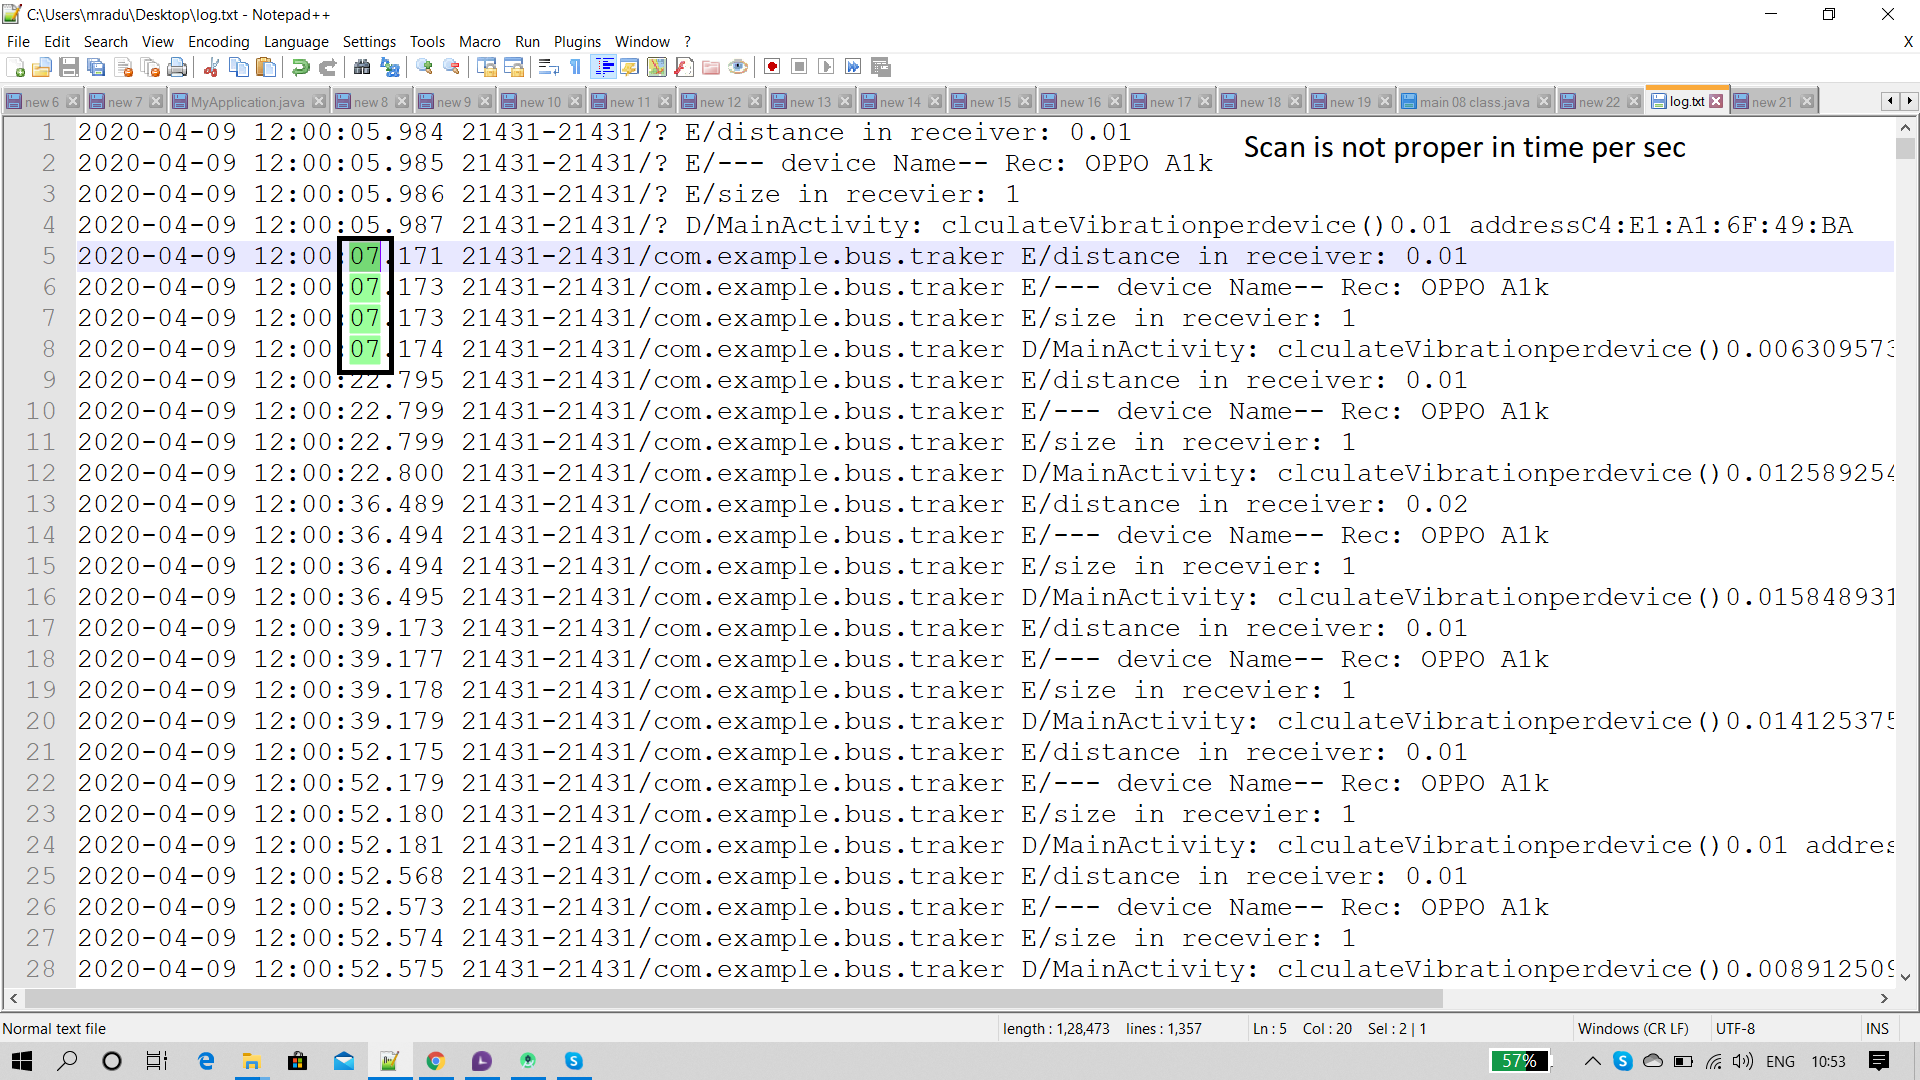 C:\Users\mradu\Desktop\log.txt - Notepad++
File Edit Search View Encoding Language Settings Tools Macro Run Plugins Window ? X
new 6 new 7 MyApplication.java new 8 new 9 new 10 new 11 new 12 new 13 new 14 new 15 new 16 new 17 new 18 new 19 main 08 class.java new 22 log.txt new 21
Scan is not proper in time per sec
1 2020-04-09 12:00:05.984 21431-21431/? E/distance in receiver: 0.01
2 2020-04-09 12:00:05.985 21431-21431/? E/--- device Name-- Rec: OPPO A1k
3 2020-04-09 12:00:05.986 21431-21431/? E/size in recevier: 1
4 2020-04-09 12:00:05.987 21431-21431/? D/MainActivity: clculateVibrationperdevice()0.01 addressC4:E1:A1:6F:49:BA
5 2020-04-09 12:00:07.171 21431-21431/com.example.bus.traker E/distance in receiver: 0.01
6 2020-04-09 12:00:07.173 21431-21431/com.example.bus.traker E/--- device Name-- Rec: OPPO A1k
7 2020-04-09 12:00:07.173 21431-21431/com.example.bus.traker E/size in recevier: 1
8 2020-04-09 12:00:07.174 21431-21431/com.example.bus.traker D/MainActivity: clculateVibrationperdevice()0.006309573
9 2020-04-09 12:00:22.795 21431-21431/com.example.bus.traker E/distance in receiver: 0.01
10 2020-04-09 12:00:22.799 21431-21431/com.example.bus.traker E/--- device Name-- Rec: OPPO A1k
11 2020-04-09 12:00:22.799 21431-21431/com.example.bus.traker E/size in recevier: 1
12 2020-04-09 12:00:22.800 21431-21431/com.example.bus.traker D/MainActivity: clculateVibrationperdevice()0.012589254
13 2020-04-09 12:00:36.489 21431-21431/com.example.bus.traker E/distance in receiver: 0.02
14 2020-04-09 12:00:36.494 21431-21431/com.example.bus.traker E/--- device Name-- Rec: OPPO A1k
15 2020-04-09 12:00:36.494 21431-21431/com.example.bus.traker E/size in recevier: 1
16 2020-04-09 12:00:36.495 21431-21431/com.example.bus.traker D/MainActivity: clculateVibrationperdevice()0.015848931
17 2020-04-09 12:00:39.173 21431-21431/com.example.bus.traker E/distance in receiver: 0.01
18 2020-04-09 12:00:39.177 21431-21431/com.example.bus.traker E/--- device Name-- Rec: OPPO A1k
19 2020-04-09 12:00:39.178 21431-21431/com.example.bus.traker E/size in recevier: 1
20 2020-04-09 12:00:39.179 21431-21431/com.example.bus.traker D/MainActivity: clculateVibrationperdevice()0.014125375
21 2020-04-09 12:00:52.175 21431-21431/com.example.bus.traker E/distance in receiver: 0.01
22 2020-04-09 12:00:52.179 21431-21431/com.example.bus.traker E/--- device Name-- Rec: OPPO A1k
23 2020-04-09 12:00:52.180 21431-21431/com.example.bus.traker E/size in recevier: 1
24 2020-04-09 12:00:52.181 21431-21431/com.example.bus.traker D/MainActivity: clculateVibrationperdevice()0.01 addres
25 2020-04-09 12:00:52.568 21431-21431/com.example.bus.traker E/distance in receiver: 0.01
26 2020-04-09 12:00:52.573 21431-21431/com.example.bus.traker E/--- device Name-- Rec: OPPO A1k
27 2020-04-09 12:00:52.574 21431-21431/com.example.bus.traker E/size in recevier: 1
28 2020-04-09 12:00:52.575 21431-21431/com.example.bus.traker D/MainActivity: clculateVibrationperdevice()0.008912509
Normal text file length : 1,28,473 lines : 1,357 Ln : 5 Col : 20 Sel : 2 | 1 Windows (CR LF) UTF-8 INS
57% ENG 10:53